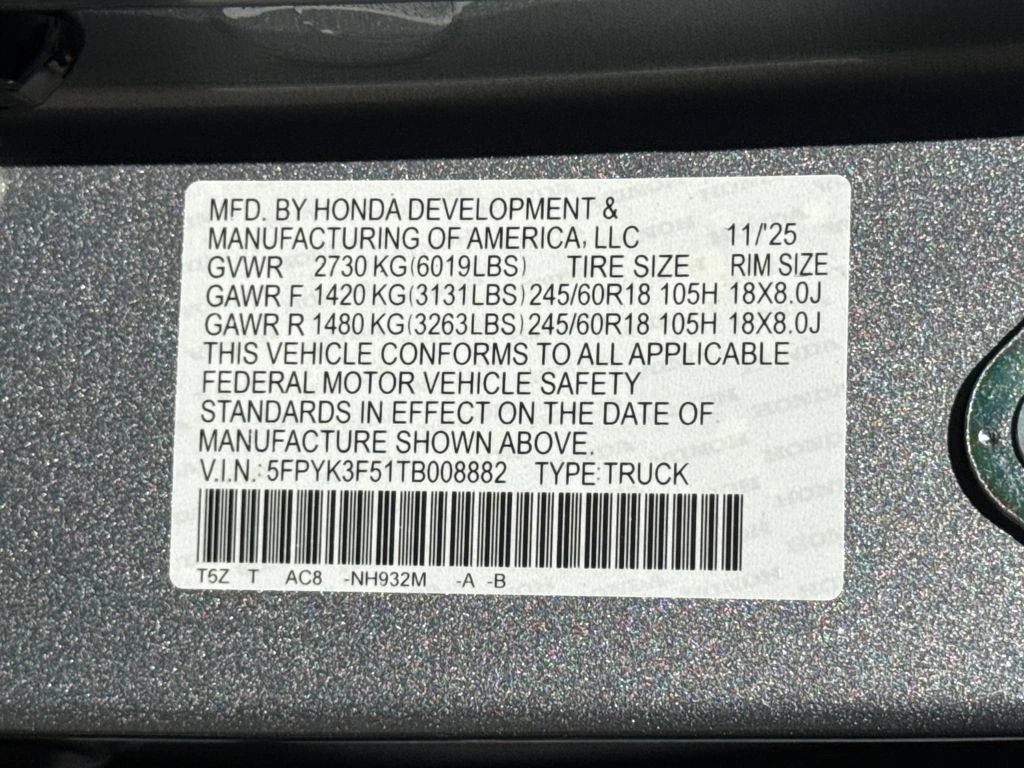 MFD. BY HONDA DEVELOPMENT &
MANUFACTURING OF AMERICA, LLC 11/'25
GVWR 2730 KG(6019LBS) TIRE SIZE RIM SIZE
GAWR F 1420 KG(3131LBS) 245/60R18 105H 18X8.0J
GAWR R 1480 KG(3263LBS) 245/60R18 105H 18X8.0J
THIS VEHICLE CONFORMS TO ALL APPLICABLE
FEDERAL MOTOR VEHICLE SAFETY
STANDARDS IN EFFECT ON THE DATE OF
MANUFACTURE SHOWN ABOVE.
V.I.N.: 5FPYK3F51TB008882 TYPE:TRUCK
T5Z T AC8 -NH932M -A -B